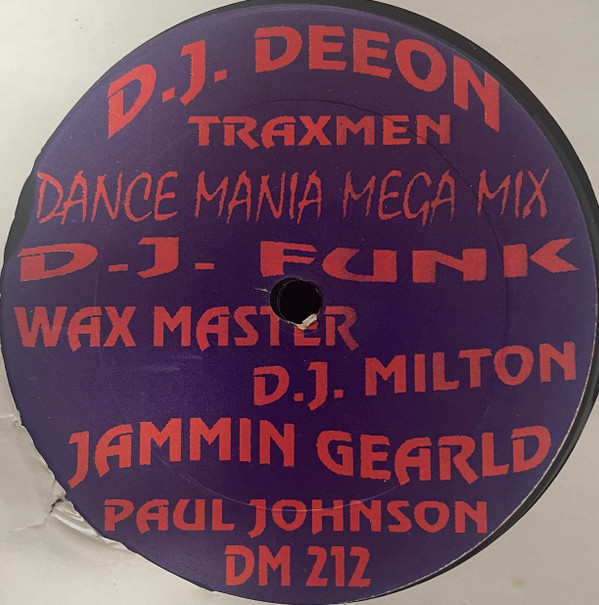 D.J. DEEON
TRAXMEN
DANCE MANIA MEGA MIX
D.J. FUNK
WAX MASTER
D.J. MILTON
JAMMIN GEARLD
PAUL JOHNSON
DM 212